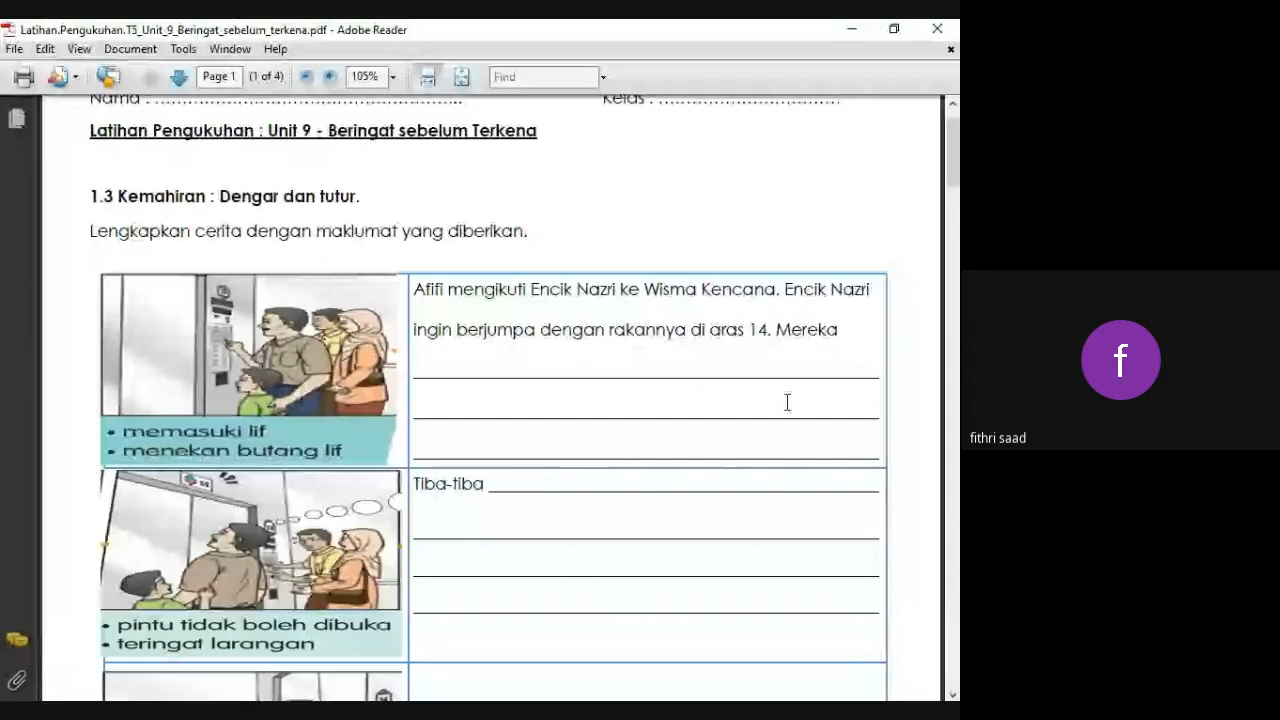 Latihan.Pengukuhan.T5_Unit_9_Beringat_sebelum_terkena.pdf - Adobe Reader
File Edit View Document Tools Window Help
Page 1 (1 of 4) 105% Find
Nama : Kelas :
Latihan Pengukuhan : Unit 9 - Beringat sebelum Terkena
1.3 Kemahiran : Dengar dan tutur.
Lengkapkan cerita dengan maklumat yang diberikan.
Afifi mengikuti Encik Nazri ke Wisma Kencana. Encik Nazri
ingin berjumpa dengan rakannya di aras 14. Mereka
• memasuki lif
• menekan butang lif
Tiba-tiba
• pintu tidak boleh dibuka
• teringat larangan
f
fithri saad